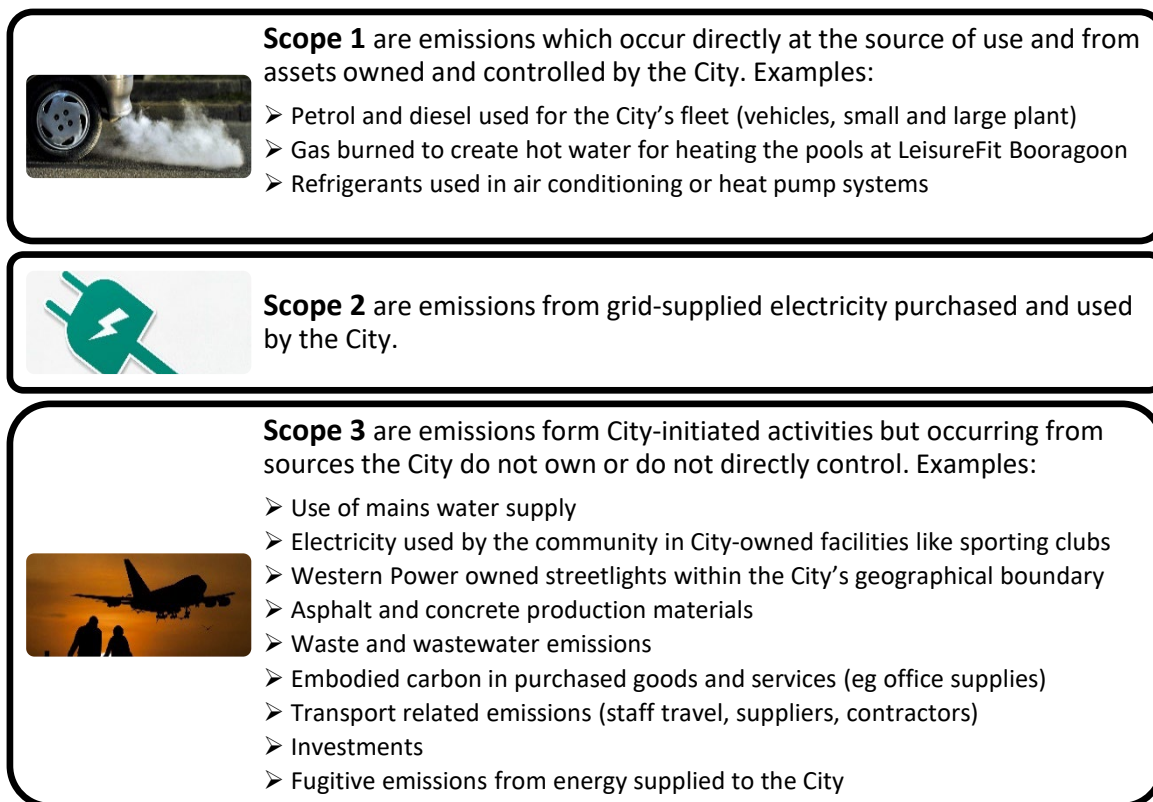 Scope 1 are emissions which occur directly at the source of use and from
assets owned and controlled by the City. Examples:
➢ Petrol and diesel used for the City’s fleet (vehicles, small and large plant)
➢ Gas burned to create hot water for heating the pools at LeisureFit Booragoon
➢ Refrigerants used in air conditioning or heat pump systems
Scope 2 are emissions from grid-supplied electricity purchased and used
by the City.
Scope 3 are emissions form City-initiated activities but occurring from
sources the City do not own or do not directly control. Examples:
➢ Use of mains water supply
➢ Electricity used by the community in City-owned facilities like sporting clubs
➢ Western Power owned streetlights within the City’s geographical boundary
➢ Asphalt and concrete production materials
➢ Waste and wastewater emissions
➢ Embodied carbon in purchased goods and services (eg office supplies)
➢ Transport related emissions (staff travel, suppliers, contractors)
➢ Investments
➢ Fugitive emissions from energy supplied to the City